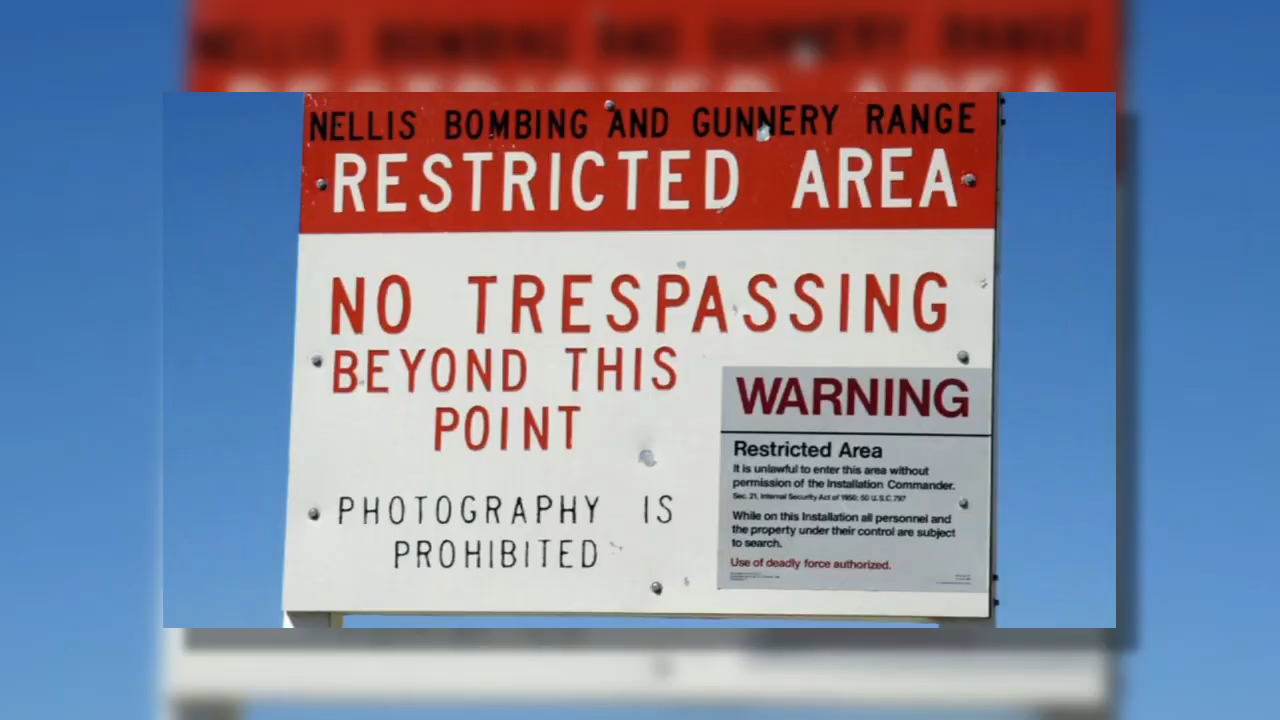 NELLIS BOMBING AND GUNNERY RANGE
RESTRICTED AREA
NO TRESPASSING
BEYOND THIS
POINT
PHOTOGRAPHY IS
PROHIBITED
WARNING
Restricted Area
It is unlawful to enter this area without
permission of the Installation Commander.
Sec. 21, Internal Security Act of 1950; 50 U.S.C. 797
While on this Installation all personnel and
the property under their control are subject
to search.
Use of deadly force authorized.